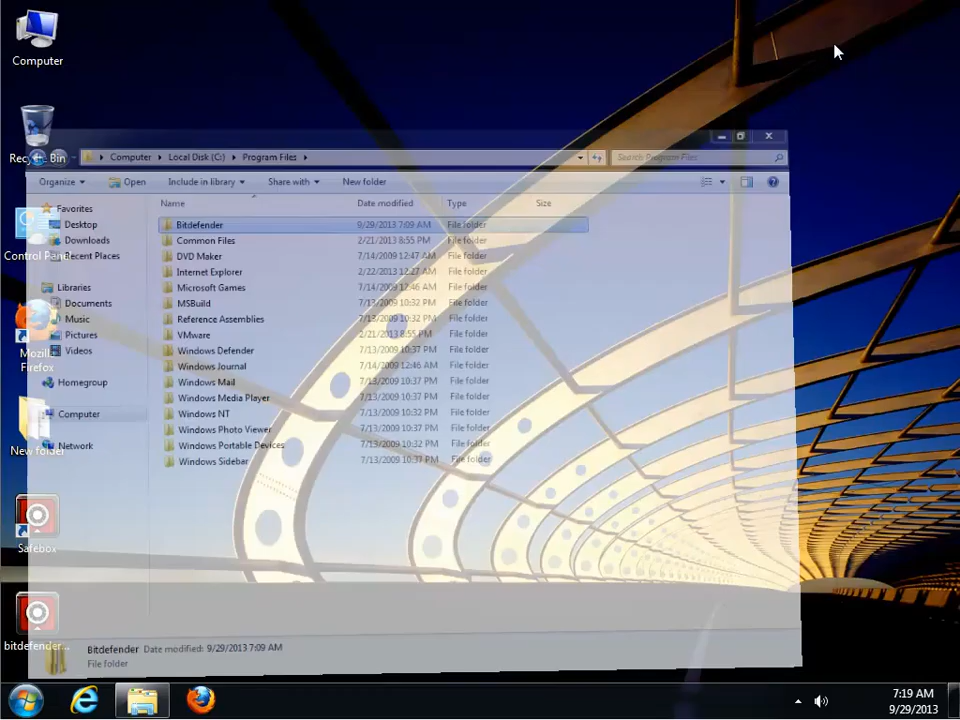 Computer
Recycle Bin
Control Panel
Mozilla
Firefox
New folder
Safebox
bitdefender...
Computer
Local Disk (C:)
Program Files
Search Program Files
Organize
Open
Include in library
Share with
New folder
Name
Date modified
Type
Size
Favorites
Desktop
Downloads
Recent Places
Libraries
Documents
Music
Pictures
Videos
Homegroup
Computer
Network
Bitdefender 9/29/2013 7:09 AM File folder
Common Files 2/21/2013 8:55 PM File folder
DVD Maker 7/14/2009 12:47 AM File folder
Internet Explorer 2/22/2013 12:27 AM File folder
Microsoft Games 7/14/2009 12:46 AM File folder
MSBuild 7/13/2009 10:32 PM File folder
Reference Assemblies 7/13/2009 10:32 PM File folder
VMware 2/21/2013 8:55 PM File folder
Windows Defender 7/13/2009 10:37 PM File folder
Windows Journal 7/14/2009 12:46 AM File folder
Windows Mail 7/13/2009 10:37 PM File folder
Windows Media Player 7/13/2009 10:37 PM File folder
Windows NT 7/13/2009 10:32 PM File folder
Windows Photo Viewer 7/13/2009 10:37 PM File folder
Windows Portable Devices 7/13/2009 10:32 PM File folder
Windows Sidebar 7/13/2009 10:37 PM File folder
Bitdefender Date modified: 9/29/2013 7:09 AM
File folder
7:19 AM
9/29/2013